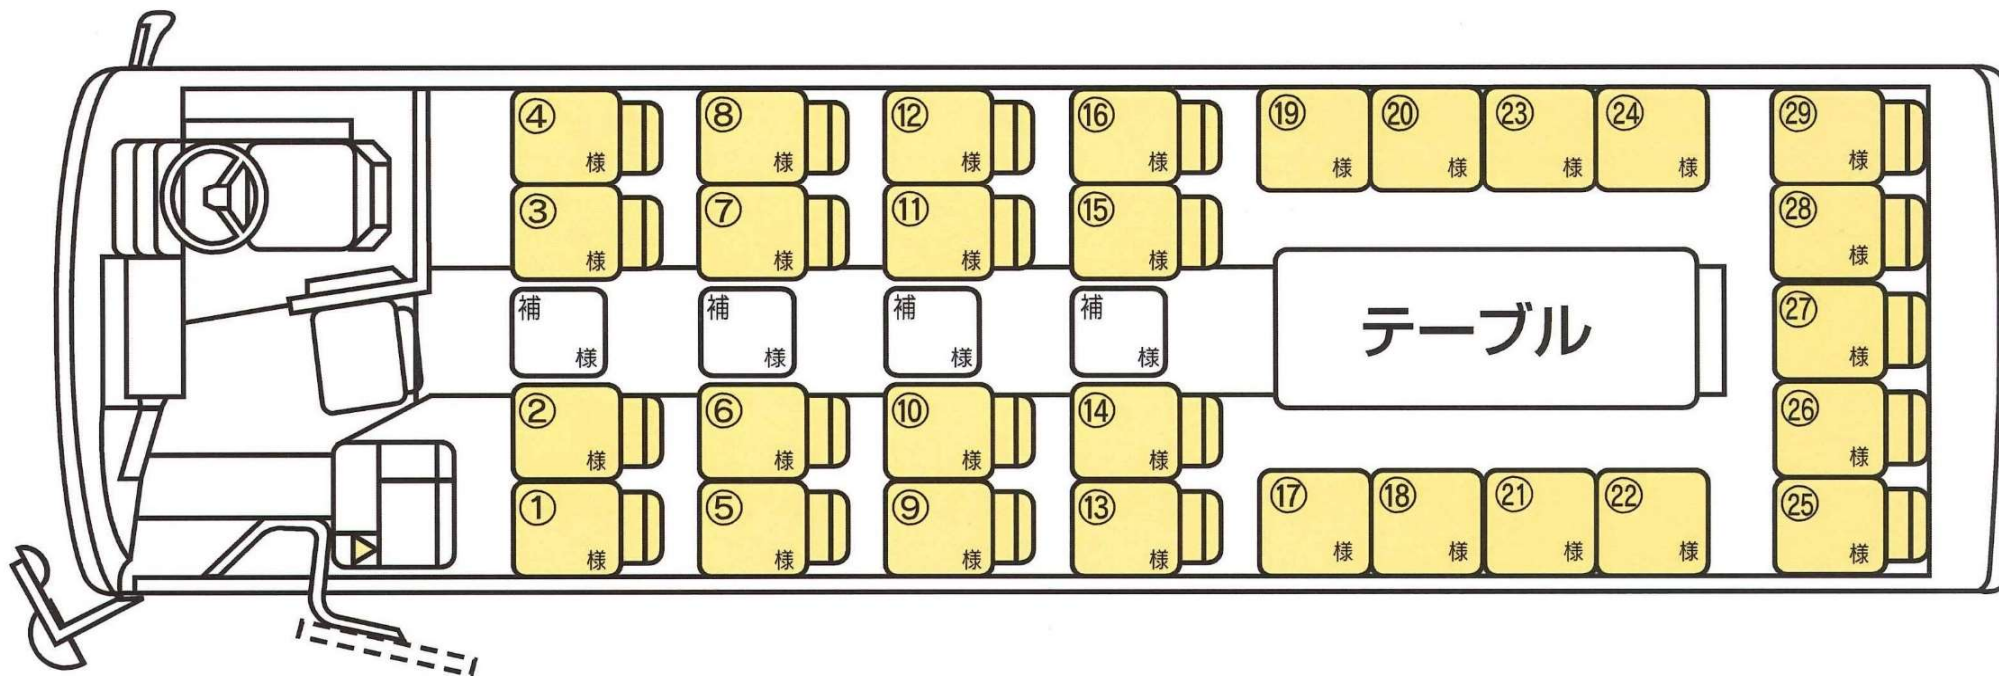 ④ 様 ⑧ 様 ⑫ 様 ⑯ 様 ⑲ 様 ⑳ 様 ㉓ 様 ㉔ 様 ㉙ 様
③ 様 ⑦ 様 ⑪ 様 ⑮ 様 ㉘ 様
補 様 補 様 補 様 補 様 テーブル ㉗ 様
② 様 ⑥ 様 ⑩ 様 ⑭ 様 ㉖ 様
① 様 ⑤ 様 ⑨ 様 ⑬ 様 ⑰ 様 ⑱ 様 ㉑ 様 ㉒ 様 ㉕ 様